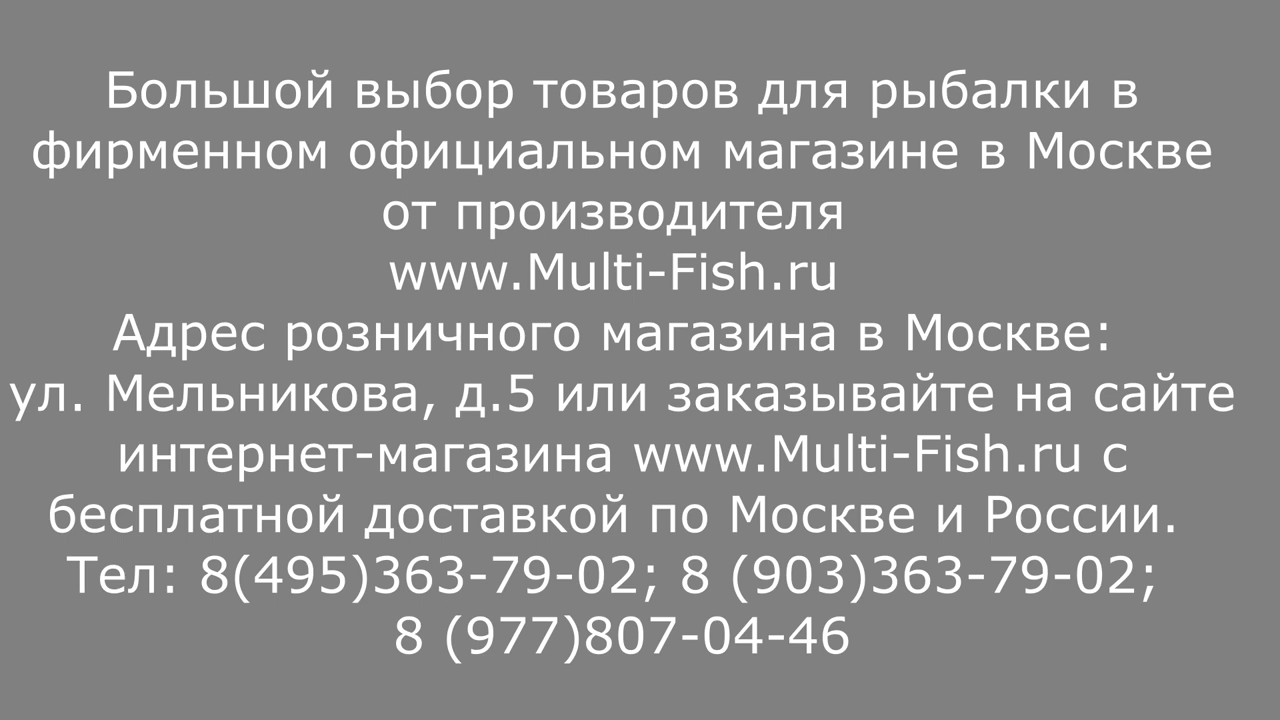 Большой выбор товаров для рыбалки в
фирменном официальном магазине в Москве
от производителя
www.Multi-Fish.ru
Адрес розничного магазина в Москве:
ул. Мельникова, д.5 или заказывайте на сайте
интернет-магазина www.Multi-Fish.ru с
бесплатной доставкой по Москве и России.
Тел: 8(495)363-79-02; 8 (903)363-79-02;
8 (977)807-04-46